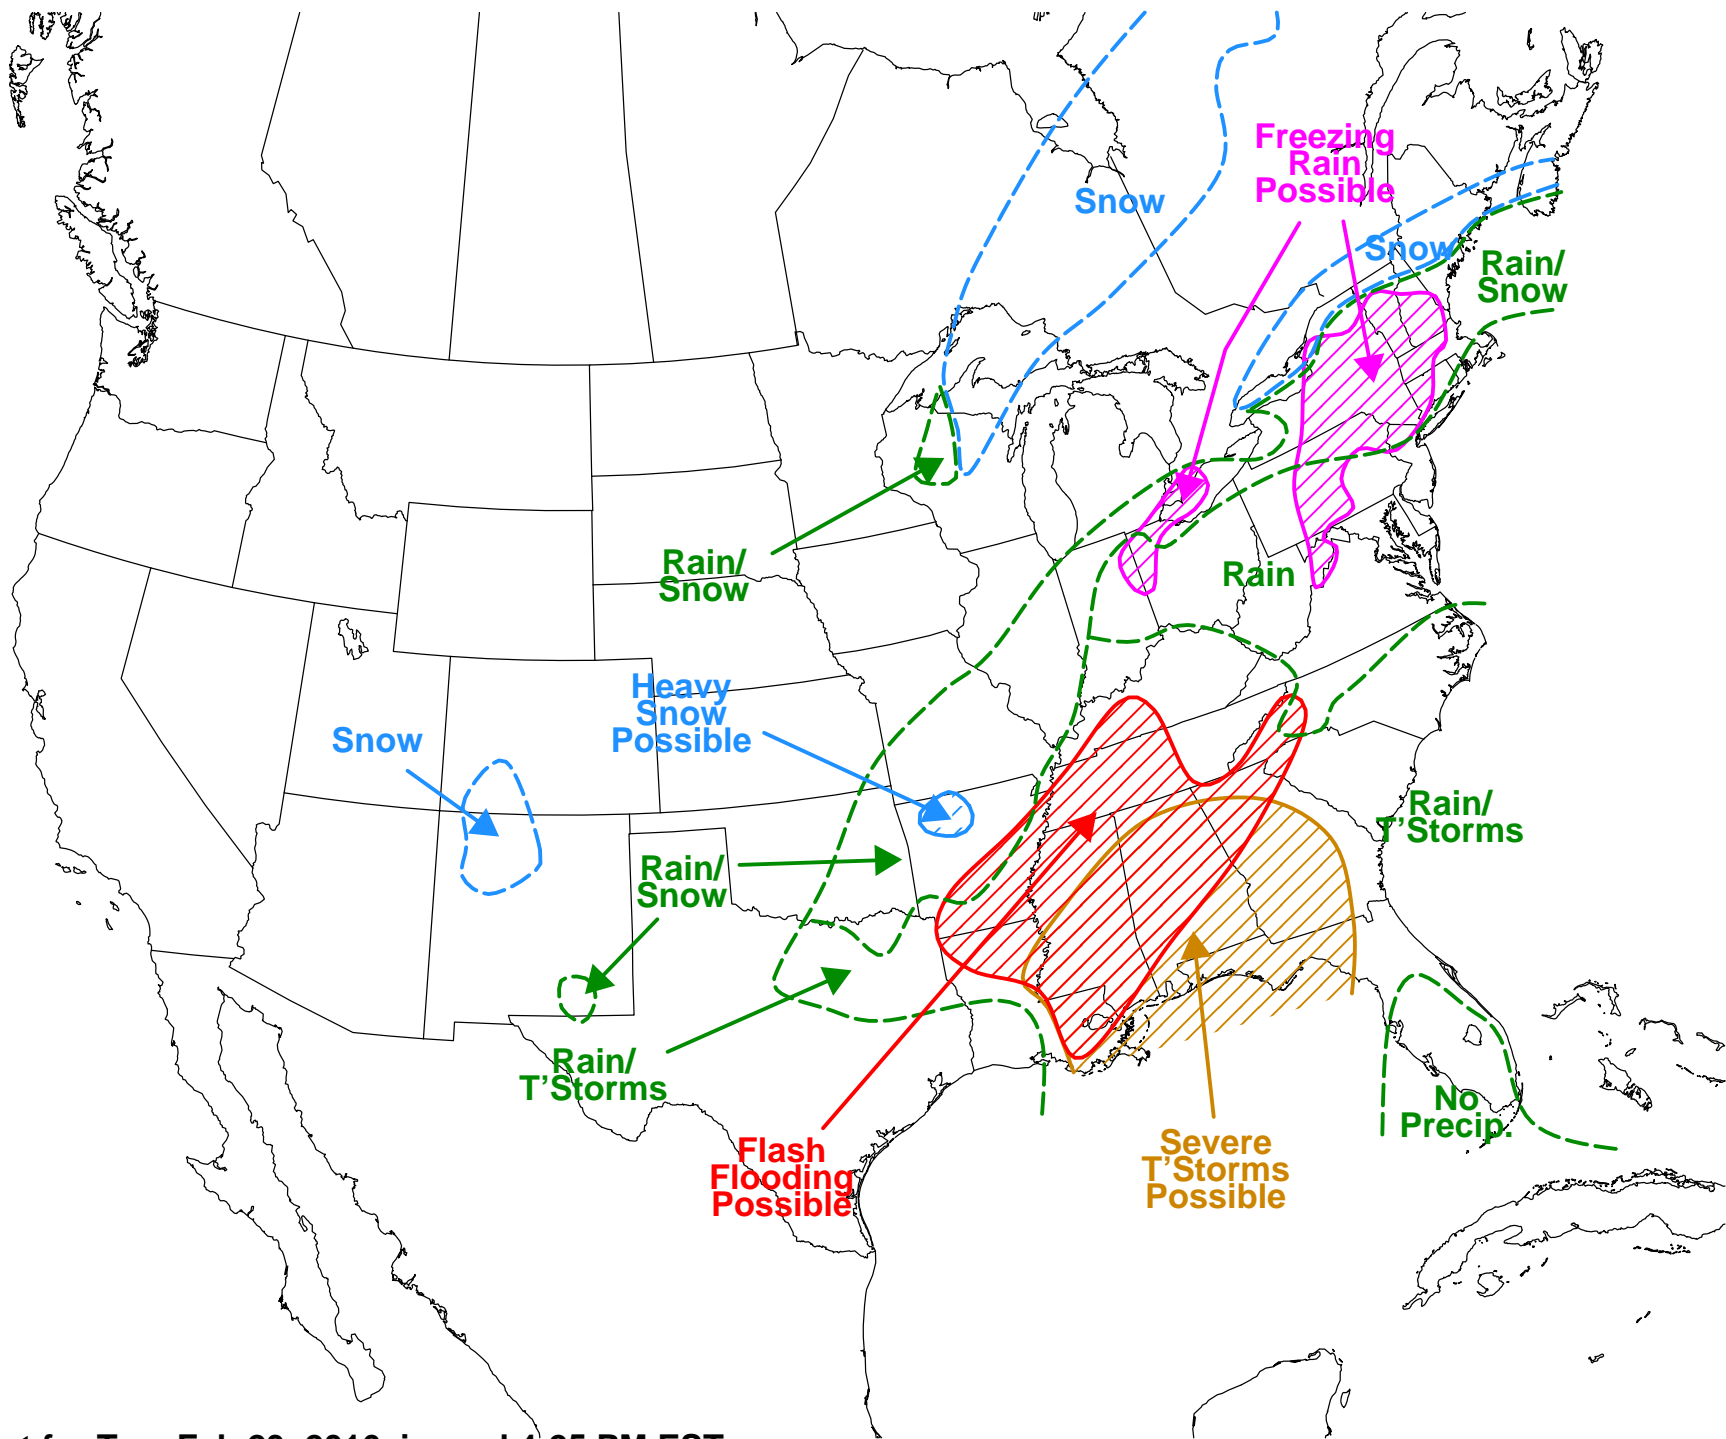 Freezing
Rain
Possible
Snow
Snow
Rain/
Snow
Rain/
Snow
Rain
Heavy
Snow
Possible
Snow
Rain/
T'Storms
Rain/
Snow
Rain/
T'Storms
No
Precip.
Flash
Flooding
Possible
Severe
T'Storms
Possible